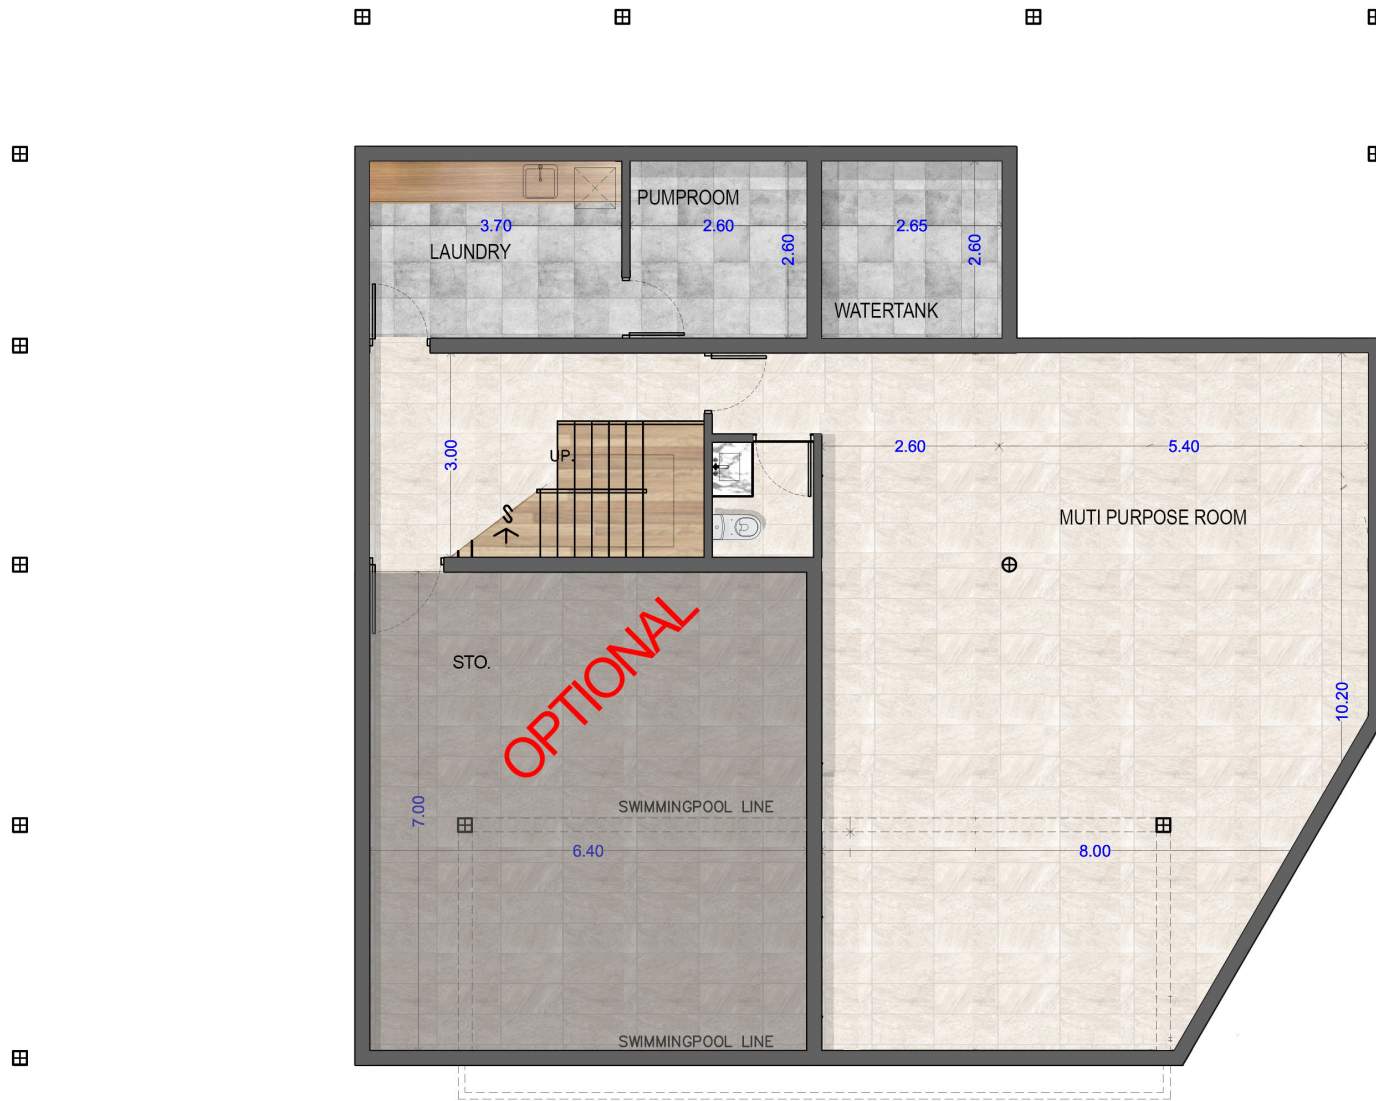 PUMPROOM
3.70
2.60
2.65
2.60
2.60
LAUNDRY
WATERTANK
3.00
UP.
2.60
5.40
MUTI PURPOSE ROOM
OPTIONAL
STO.
10.20
7.00
SWIMMINGPOOL LINE
6.40
8.00
SWIMMINGPOOL LINE